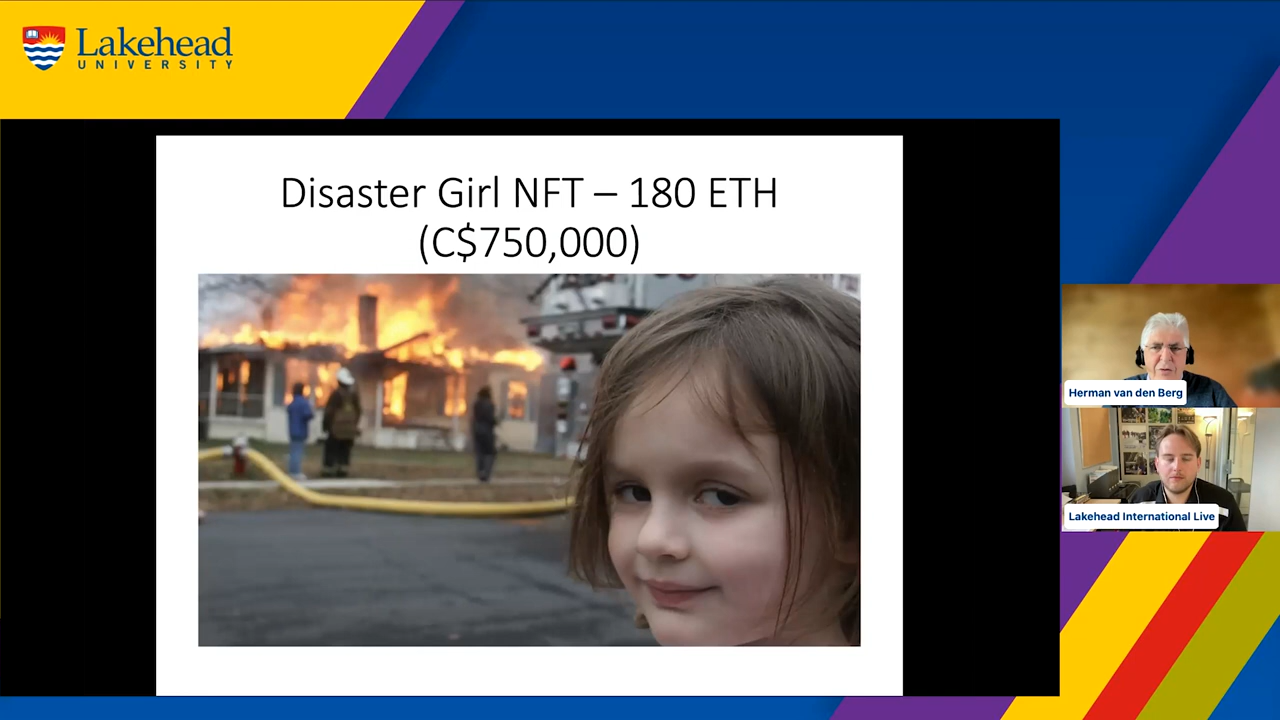 Lakehead
UNIVERSITY
Disaster Girl NFT – 180 ETH
(C$750,000)
Herman van den Berg
Lakehead International Live